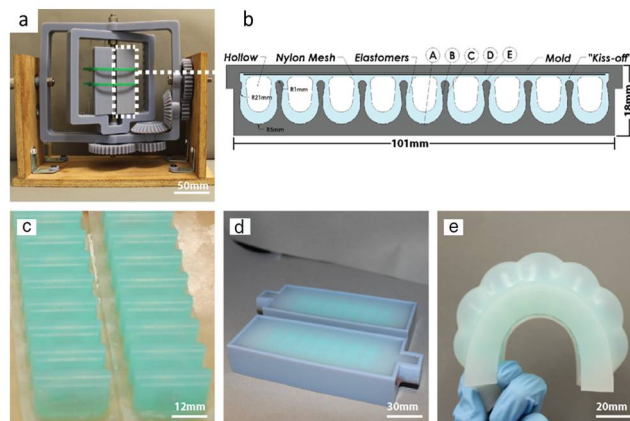 a
50mm
b
Hollow Nylon Mesh Elastomers A B C D E Mold "Kiss-off"
R1mm
R21mm
R5mm
18mm
101mm
c
12mm
d
30mm
e
20mm